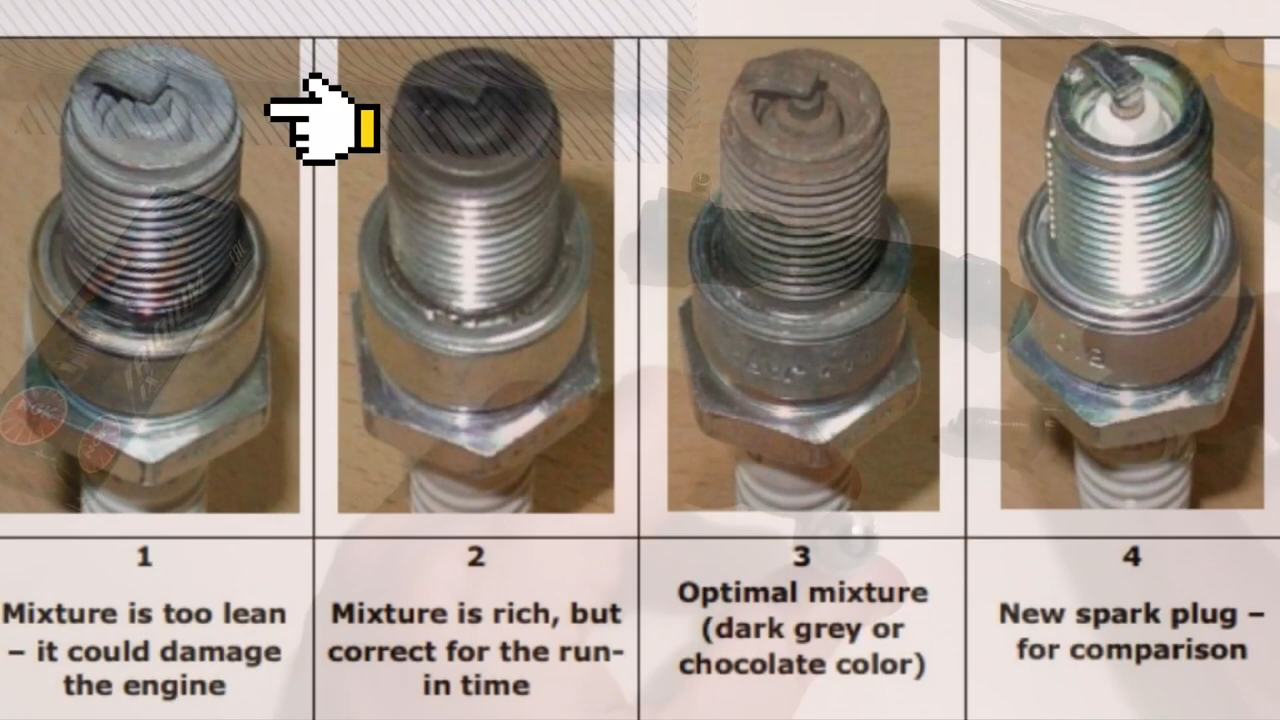 1
Mixture is too lean
– it could damage
the engine
2
Mixture is rich, but
correct for the run-
in time
3
Optimal mixture
(dark grey or
chocolate color)
4
New spark plug –
for comparison